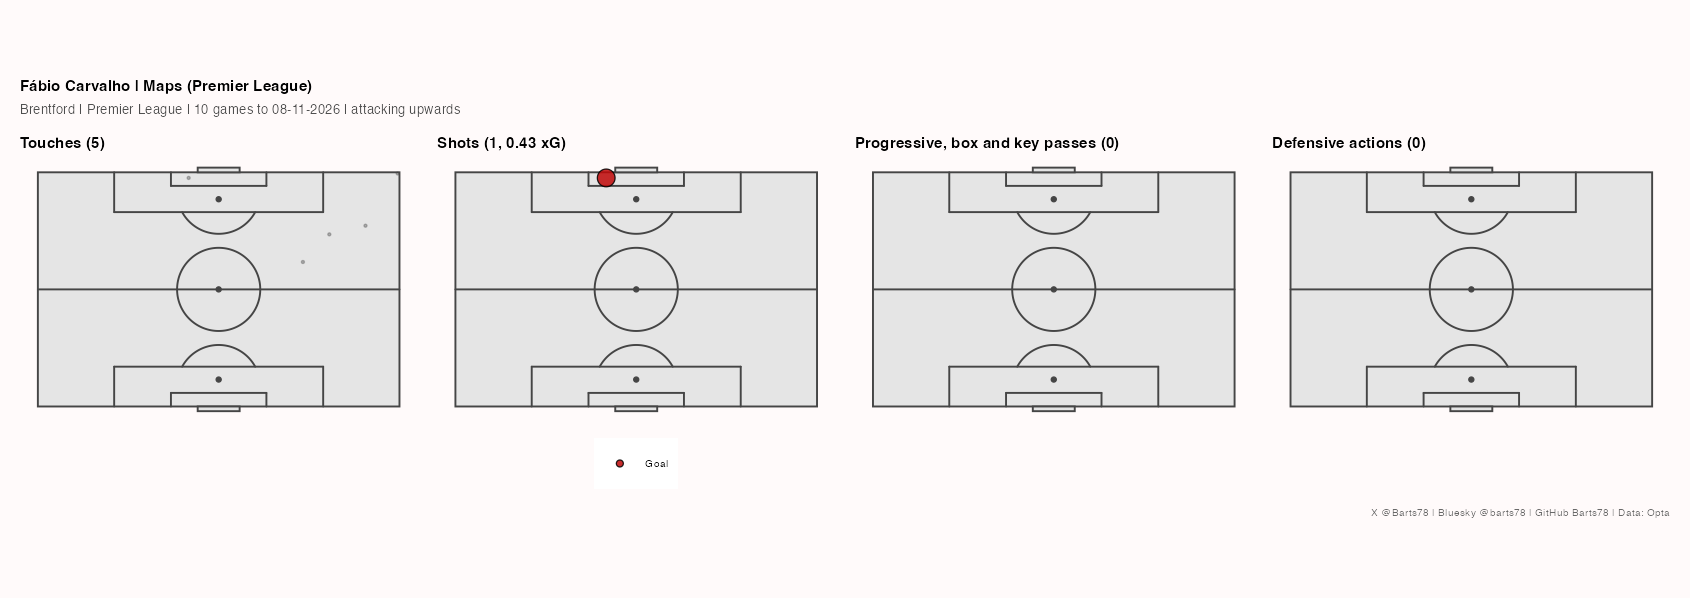 Fábio Carvalho | Maps (Premier League)
Brentford | Premier League | 10 games to 08-11-2026 | attacking upwards
Touches (5)
Shots (1, 0.43 xG)
Progressive, box and key passes (0)
Defensive actions (0)
Goal
X @Barts78 | Bluesky @barts78 | GitHub Barts78 | Data: Opta